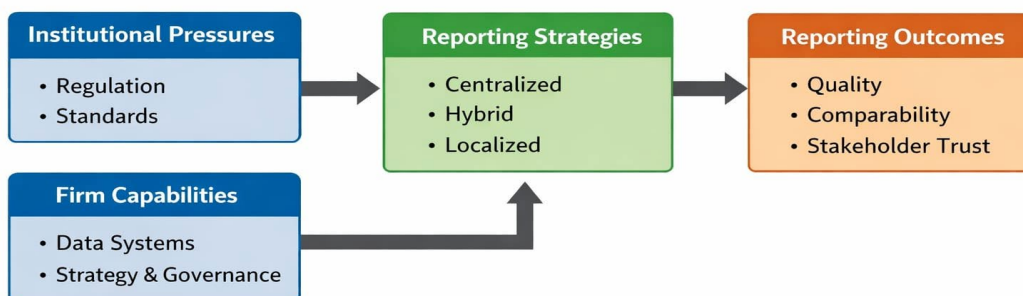 Institutional Pressures
• Regulation
• Standards
Firm Capabilities
• Data Systems
• Strategy & Governance
Reporting Strategies
• Centralized
• Hybrid
• Localized
Reporting Outcomes
• Quality
• Comparability
• Stakeholder Trust